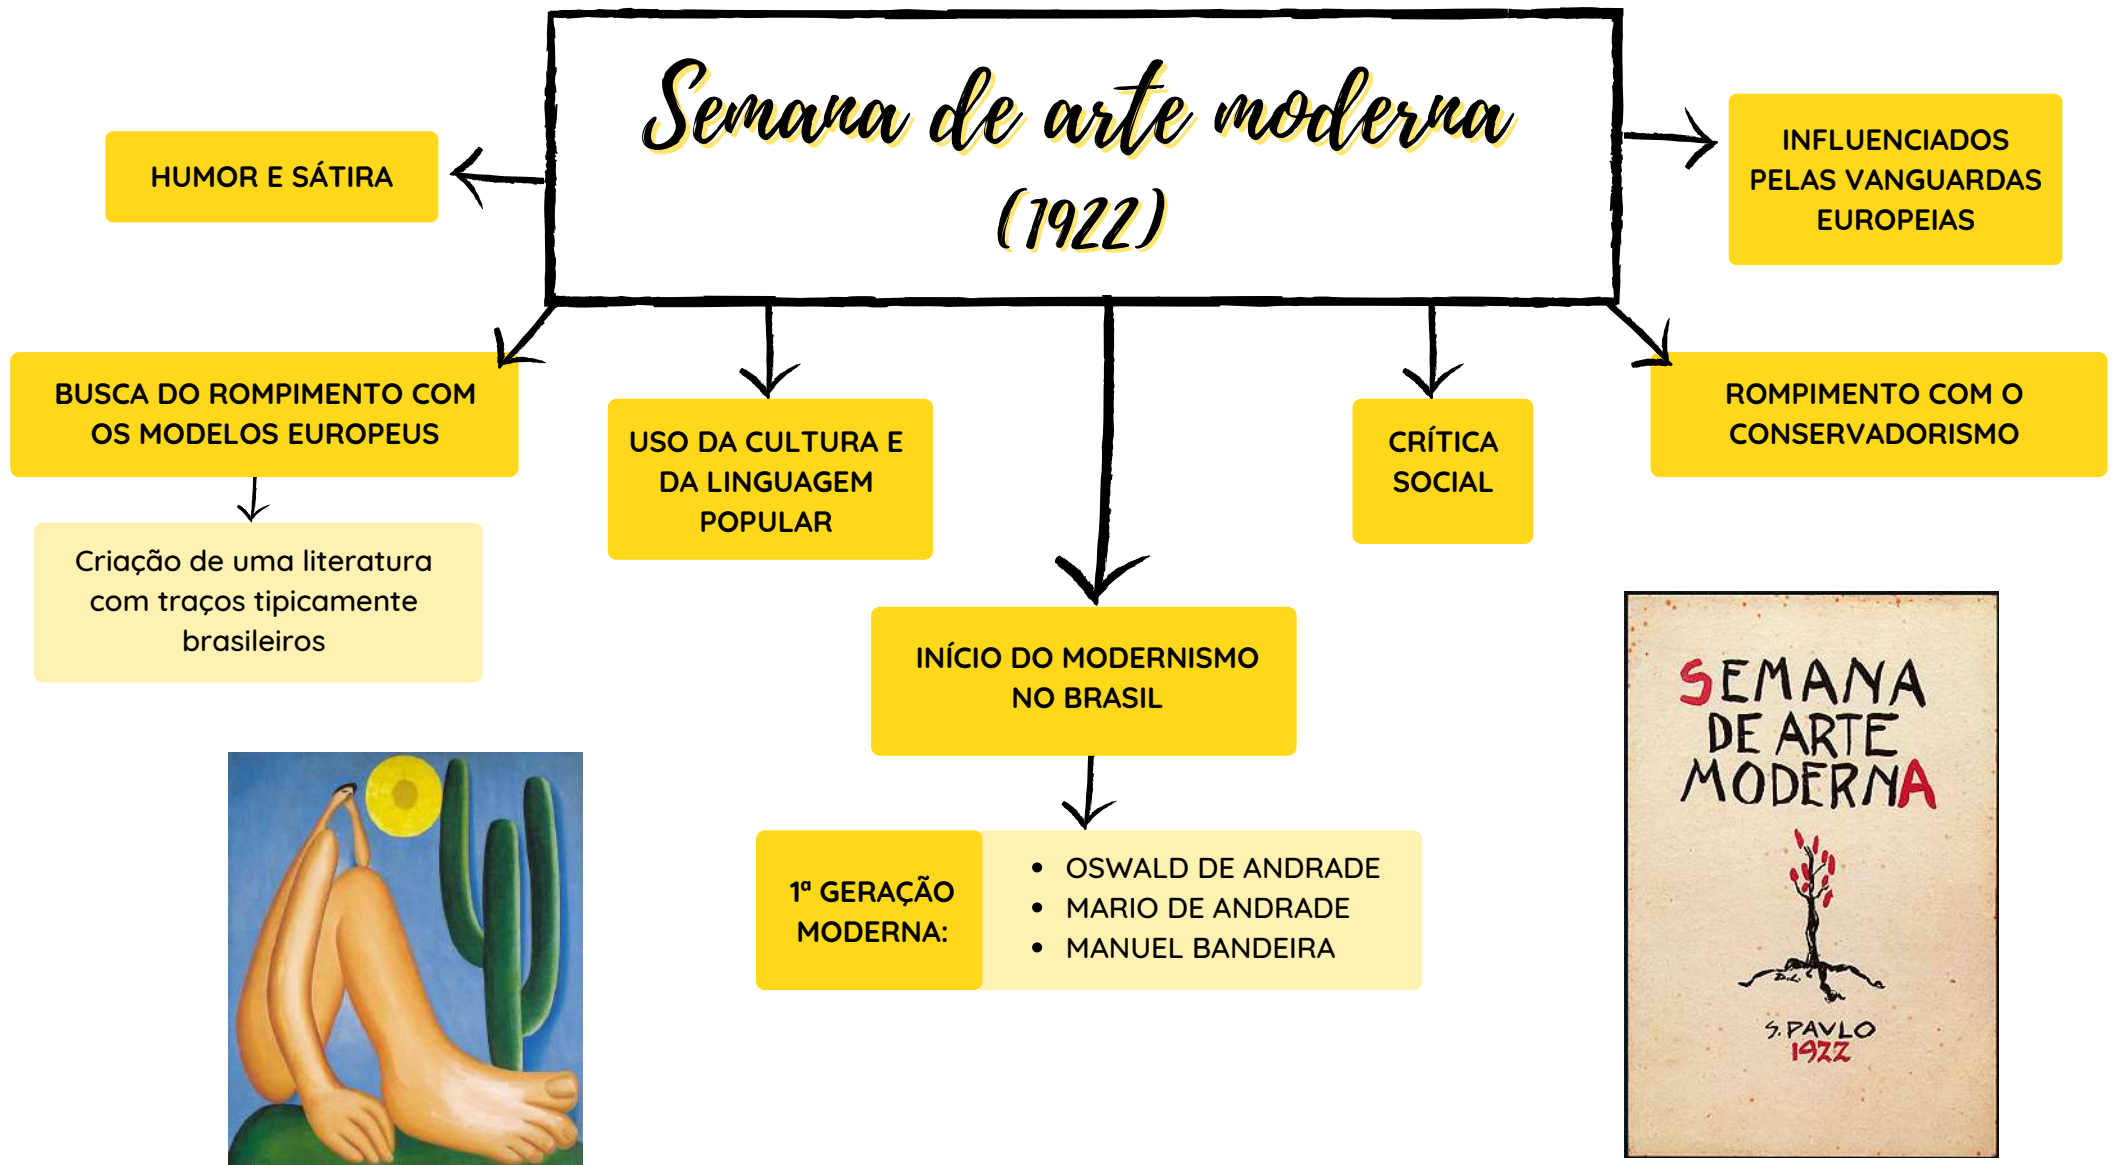 Semana de arte moderna
(1922)
HUMOR E SÁTIRA
INFLUENCIADOS
PELAS VANGUARDAS
EUROPEIAS
BUSCA DO ROMPIMENTO COM
OS MODELOS EUROPEUS
Criação de uma literatura
com traços tipicamente
brasileiros
USO DA CULTURA E
DA LINGUAGEM
POPULAR
CRÍTICA
SOCIAL
ROMPIMENTO COM O
CONSERVADORISMO
INÍCIO DO MODERNISMO
NO BRASIL
1ª GERAÇÃO
MODERNA:
• OSWALD DE ANDRADE
• MARIO DE ANDRADE
• MANUEL BANDEIRA
SEMANA
DE ARTE
MODERNA
S. PAVLO
1922